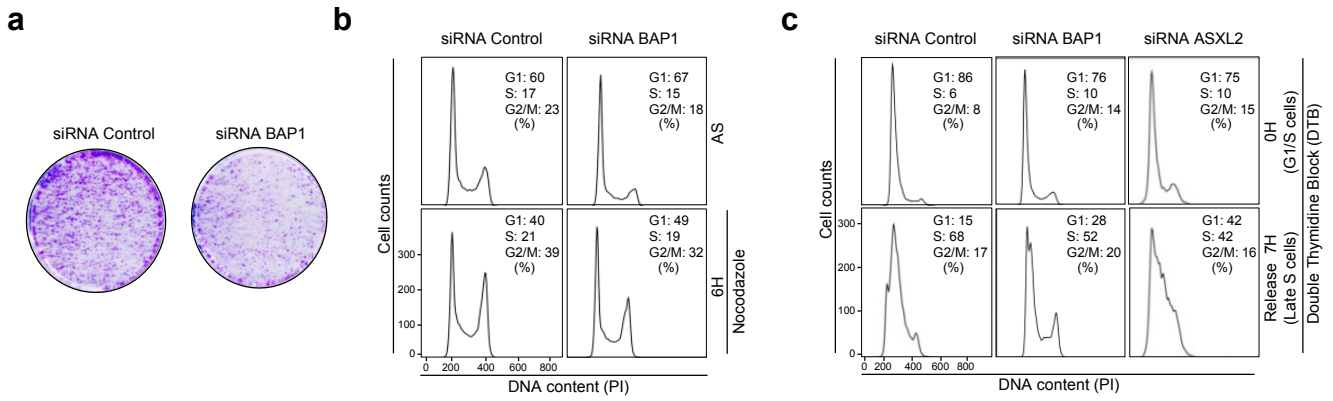 a
siRNA Control
siRNA BAP1
b
siRNA Control
siRNA BAP1
G1: 60
S: 17
G2/M: 23
(%)
G1: 67
S: 15
G2/M: 18
(%)
AS
G1: 40
S: 21
G2/M: 39
(%)
G1: 49
S: 19
G2/M: 32
(%)
6H
Nocodazole
Cell counts
300
200
100
0
0
200
400
600
800
DNA content (PI)
c
siRNA Control
siRNA BAP1
siRNA ASXL2
G1: 86
S: 6
G2/M: 8
(%)
G1: 76
S: 10
G2/M: 14
(%)
G1: 75
S: 10
G2/M: 15
(%)
0H
(G1/S cells)
G1: 15
S: 68
G2/M: 17
(%)
G1: 28
S: 52
G2/M: 20
(%)
G1: 42
S: 42
G2/M: 16
(%)
Release 7H
(Late S cells)
Double Thymidine Block (DTB)
Cell counts
300
200
100
0
0
200
400
600
800
DNA content (PI)